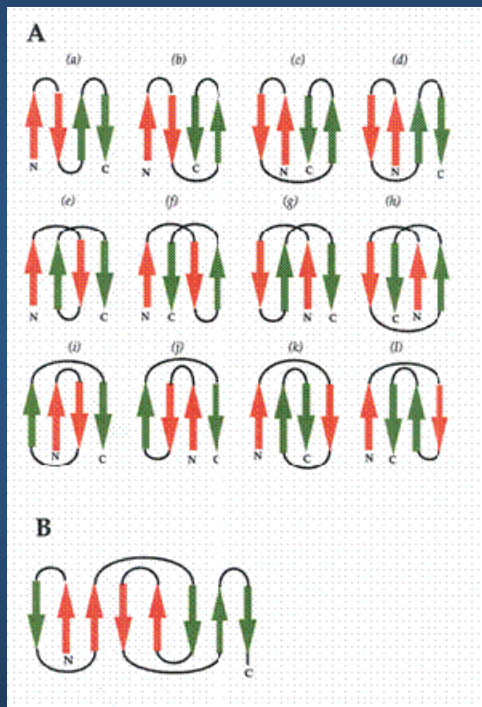 A
(a) (b) (c) (d)
N C N C N C N C
(e) (f) (g) (h)
N C N C N C C N
(i) (j) (k) (l)
N C N C N C N C
B
N C